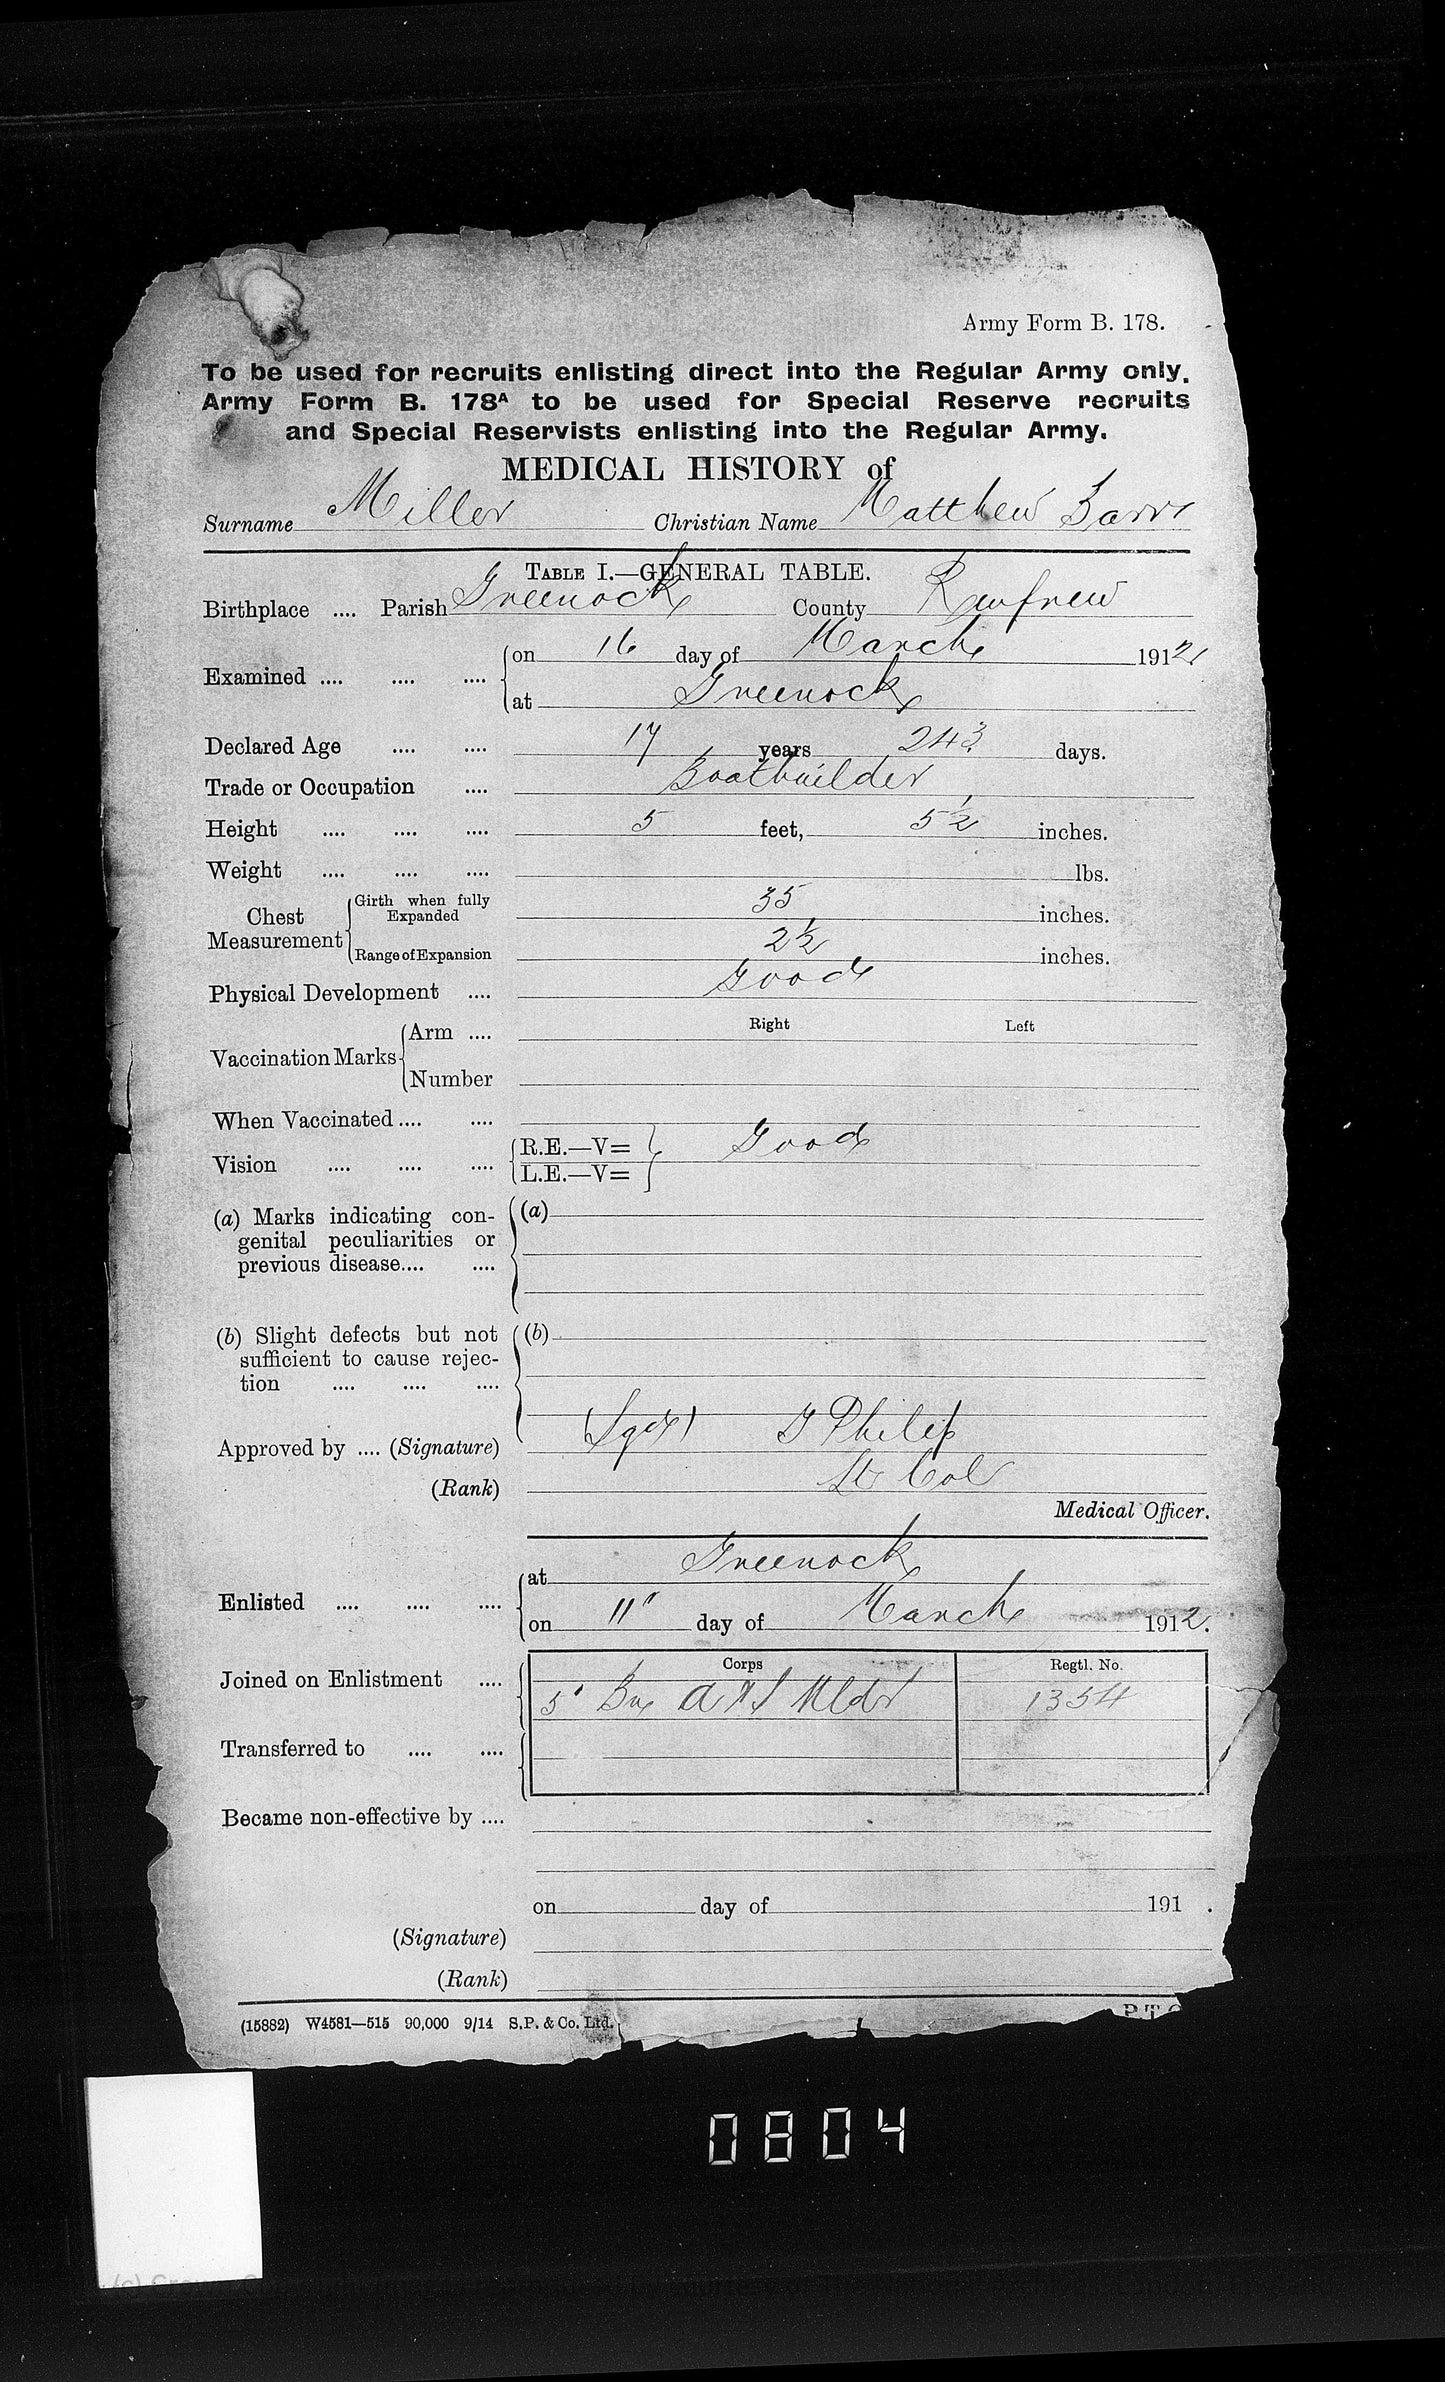 Army Form B. 178.
To be used for recruits enlisting direct into the Regular Army only.
Army Form B. 178ᴬ to be used for Special Reserve recruits
and Special Reservists enlisting into the Regular Army.
MEDICAL HISTORY of
Surname Miller Christian Name Matthew Barr
TABLE I.—GENERAL TABLE.
Birthplace .... Parish Greenock County Renfrew
Examined .... .... .... on 16 day of March 1912
at Greenock
Declared Age .... .... 17 years 243 days.
Trade or Occupation .... Boatbuilder
Height .... .... .... 5 feet, 5½ inches.
Weight .... .... .... lbs.
Chest Measurement Girth when fully Expanded 35 inches.
Range of Expansion 2½ inches.
Physical Development .... Good
Right Left
Vaccination Marks Arm ....
Number
When Vaccinated .... ....
Vision .... .... .... R.E.—V= Good
L.E.—V=
(a) Marks indicating con- (a)
genital peculiarities or
previous disease.... ....
(b) Slight defects but not (b)
sufficient to cause rejec-
tion .... .... ....
Approved by .... (Signature) (Sgd) G Philip
(Rank) Lt Col
Medical Officer.
at Greenock
Enlisted .... .... ....
on 11" day of March 1912.
Corps Regtl. No.
Joined on Enlistment .... 5' Bn A & S Hldr 1354
Transferred to .... ....
Became non-effective by ....
on day of 191 .
(Signature)
(Rank)
P.T.O
(15882) W4581—515 90,000 9/14 S.P. & Co. Ltd.
0804